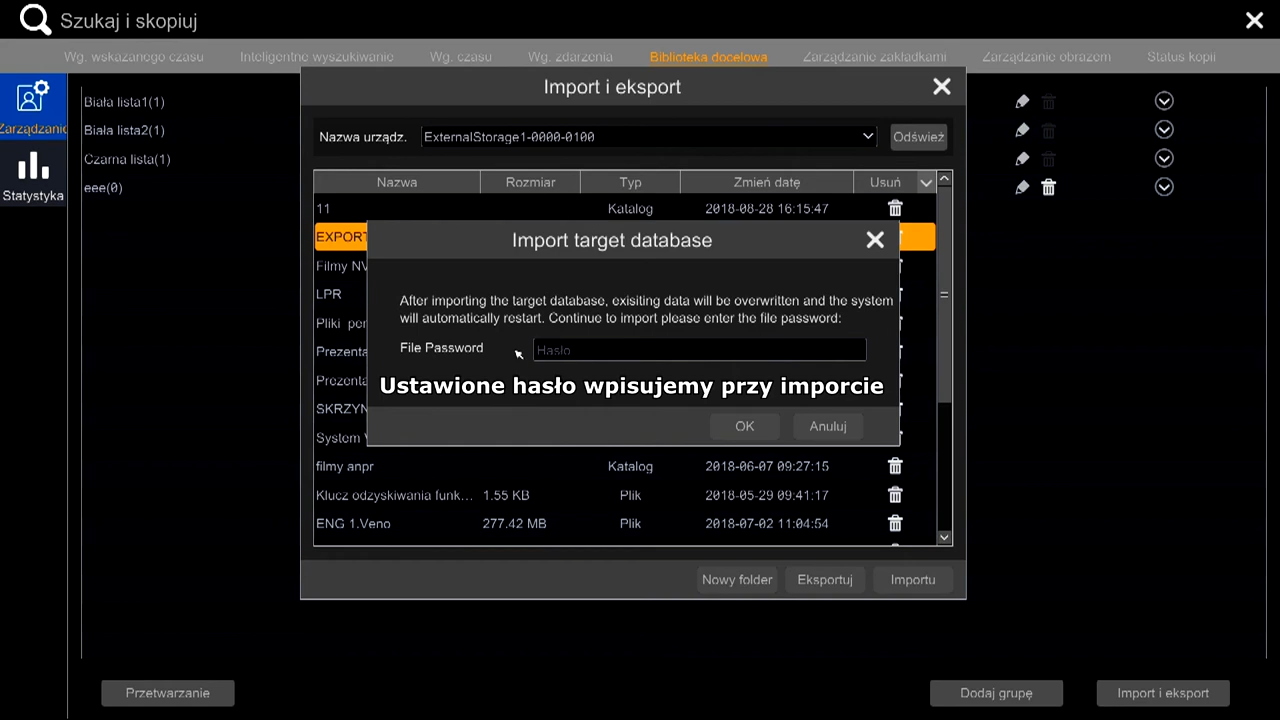 Szukaj i skopiuj
Wg. wskazanego czasu Inteligentne wyszukiwanie Wg. czasu Wg. zdarzenia Biblioteka docelowa Zarządzanie zakładkami Zarządzanie obrazem Status kopii
Zarządzanie
Statystyka
Biała lista1(1)
Biała lista2(1)
Czarna lista(1)
eee(0)
Import i eksport
Nazwa urządz. ExternalStorage1-0000-0100 Odśwież
Nazwa Rozmiar Typ Zmień datę Usuń
11 Katalog 2018-08-28 16:15:47
EXPORT
Filmy NV
LPR
Pliki
Prezenta
Prezenta
SKRZYN
System
filmy anpr Katalog 2018-06-07 09:27:15
Klucz odzyskiwania funk... 1.55 KB Plik 2018-05-29 09:41:17
ENG 1.Veno 277.42 MB Plik 2018-07-02 11:04:54
Import target database
After importing the target database, exisiting data will be overwritten and the system
will automatically restart. Continue to import please enter the file password:
File Password Hasło
Ustawione hasło wpisujemy przy imporcie
OK Anuluj
Nowy folder Eksportuj Importu
Przetwarzanie Dodaj grupę Import i eksport